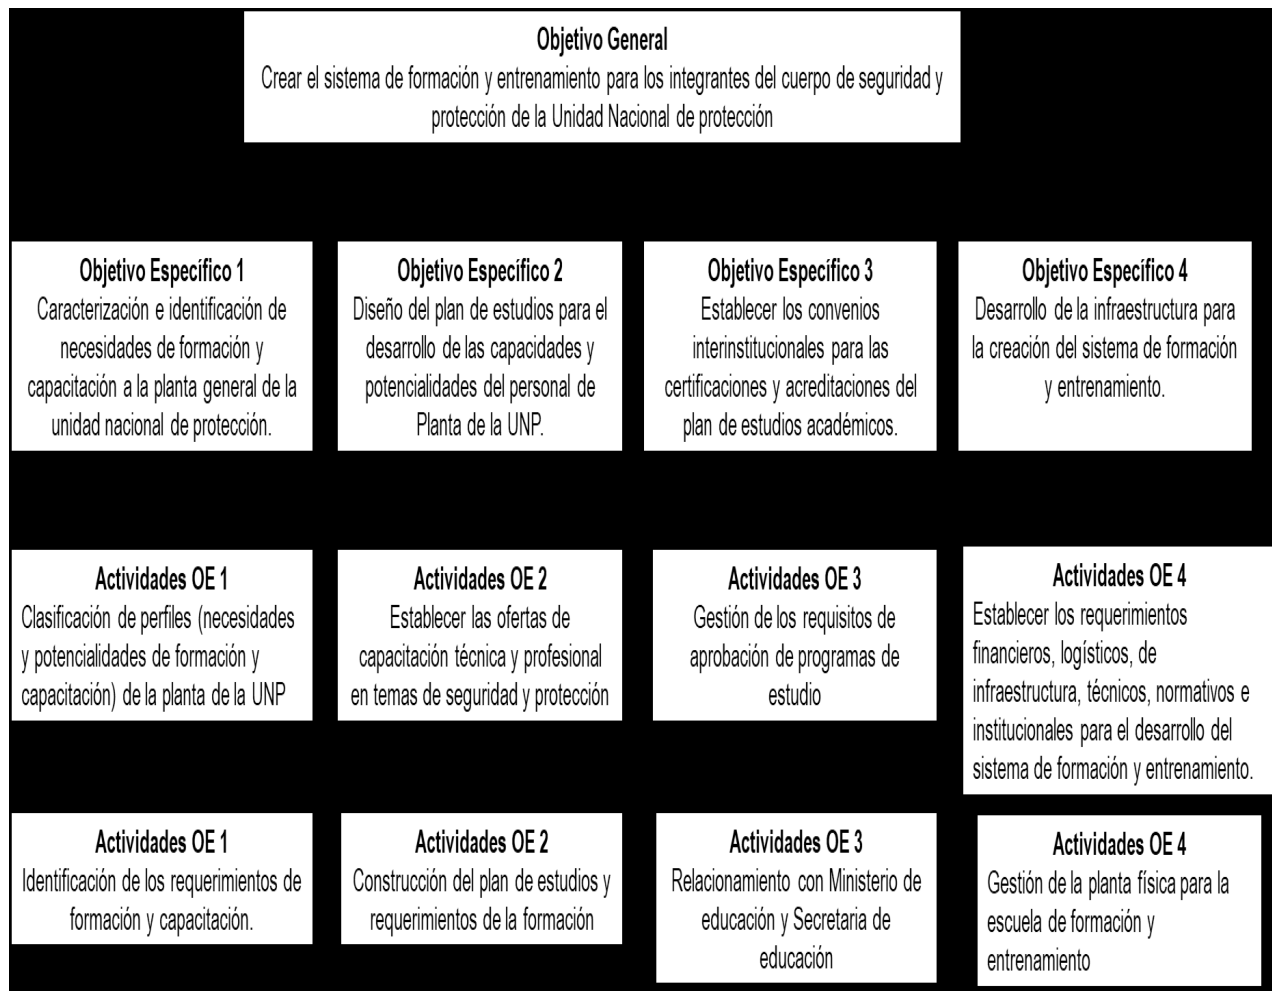 Objetivo General
Crear el sistema de formación y entrenamiento para los integrantes del cuerpo de seguridad y
protección de la Unidad Nacional de protección
Objetivo Específico 1
Caracterización e identificación de
necesidades de formación y
capacitación a la planta general de la
unidad nacional de protección.
Objetivo Específico 2
Diseño del plan de estudios para el
desarrollo de las capacidades y
potencialidades del personal de
Planta de la UNP.
Objetivo Específico 3
Establecer los convenios
interinstitucionales para las
certificaciones y acreditaciones del
plan de estudios académicos.
Objetivo Específico 4
Desarrollo de la infraestructura para
la creación del sistema de formación
y entrenamiento.
Actividades OE 1
Clasificación de perfiles (necesidades
y potencialidades de formación y
capacitación) de la planta de la UNP
Actividades OE 2
Establecer las ofertas de
capacitación técnica y profesional
en temas de seguridad y protección
Actividades OE 3
Gestión de los requisitos de
aprobación de programas de
estudio
Actividades OE 4
Establecer los requerimientos
financieros, logísticos, de
infraestructura, técnicos, normativos e
institucionales para el desarrollo del
sistema de formación y entrenamiento.
Actividades OE 1
Identificación de los requerimientos de
formación y capacitación.
Actividades OE 2
Construcción del plan de estudios y
requerimientos de la formación
Actividades OE 3
Relacionamiento con Ministerio de
educación y Secretaria de
educación
Actividades OE 4
Gestión de la planta física para la
escuela de formación y
entrenamiento